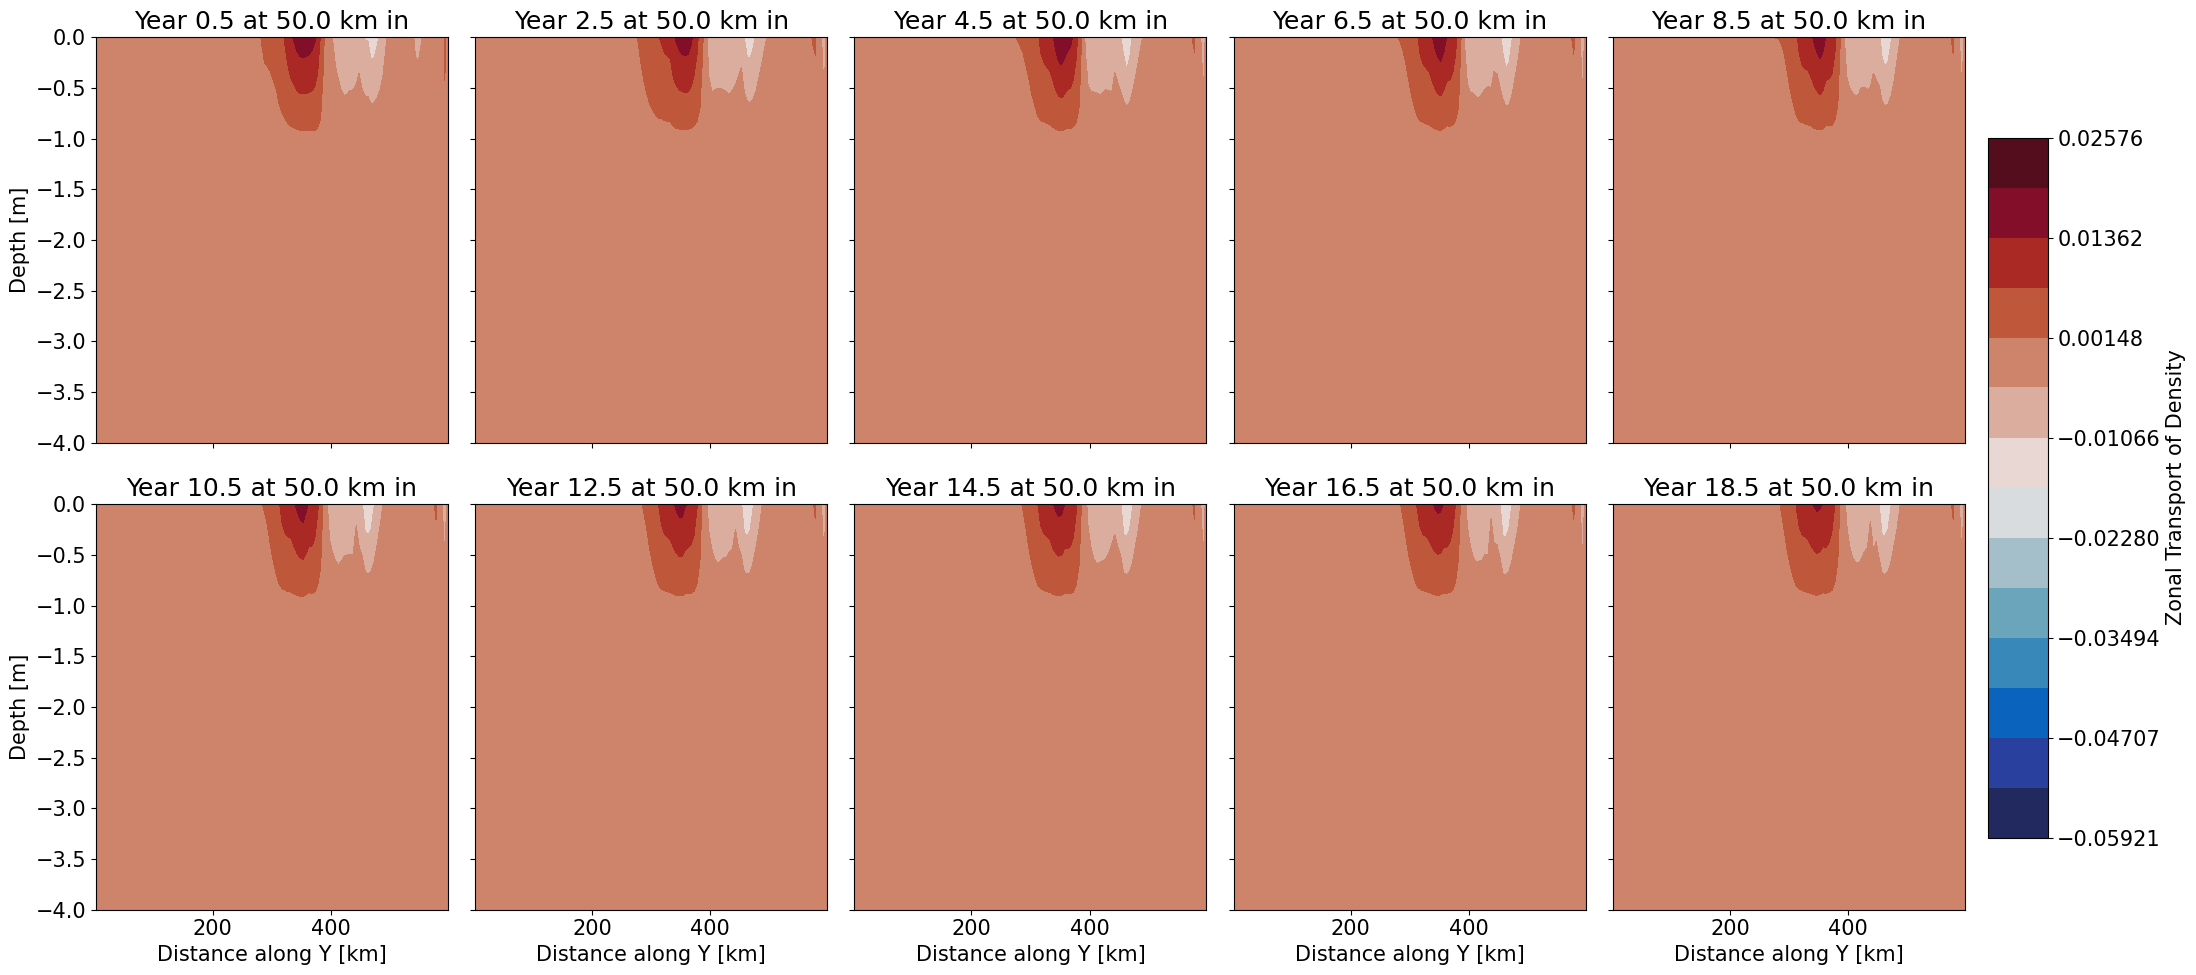 Year 0.5 at 50.0 km in
Year 2.5 at 50.0 km in
Year 4.5 at 50.0 km in
Year 6.5 at 50.0 km in
Year 8.5 at 50.0 km in
Depth [m]
0.0
−0.5
−1.0
−1.5
−2.0
−2.5
−3.0
−3.5
−4.0
200 400
200 400
200 400
200 400
200 400
Year 10.5 at 50.0 km in
Year 12.5 at 50.0 km in
Year 14.5 at 50.0 km in
Year 16.5 at 50.0 km in
Year 18.5 at 50.0 km in
Depth [m]
0.0
−0.5
−1.0
−1.5
−2.0
−2.5
−3.0
−3.5
−4.0
Distance along Y [km]
Distance along Y [km]
Distance along Y [km]
Distance along Y [km]
Distance along Y [km]
0.02576
0.01362
0.00148
−0.01066
−0.02280
−0.03494
−0.04707
−0.05921
Zonal Transport of Density